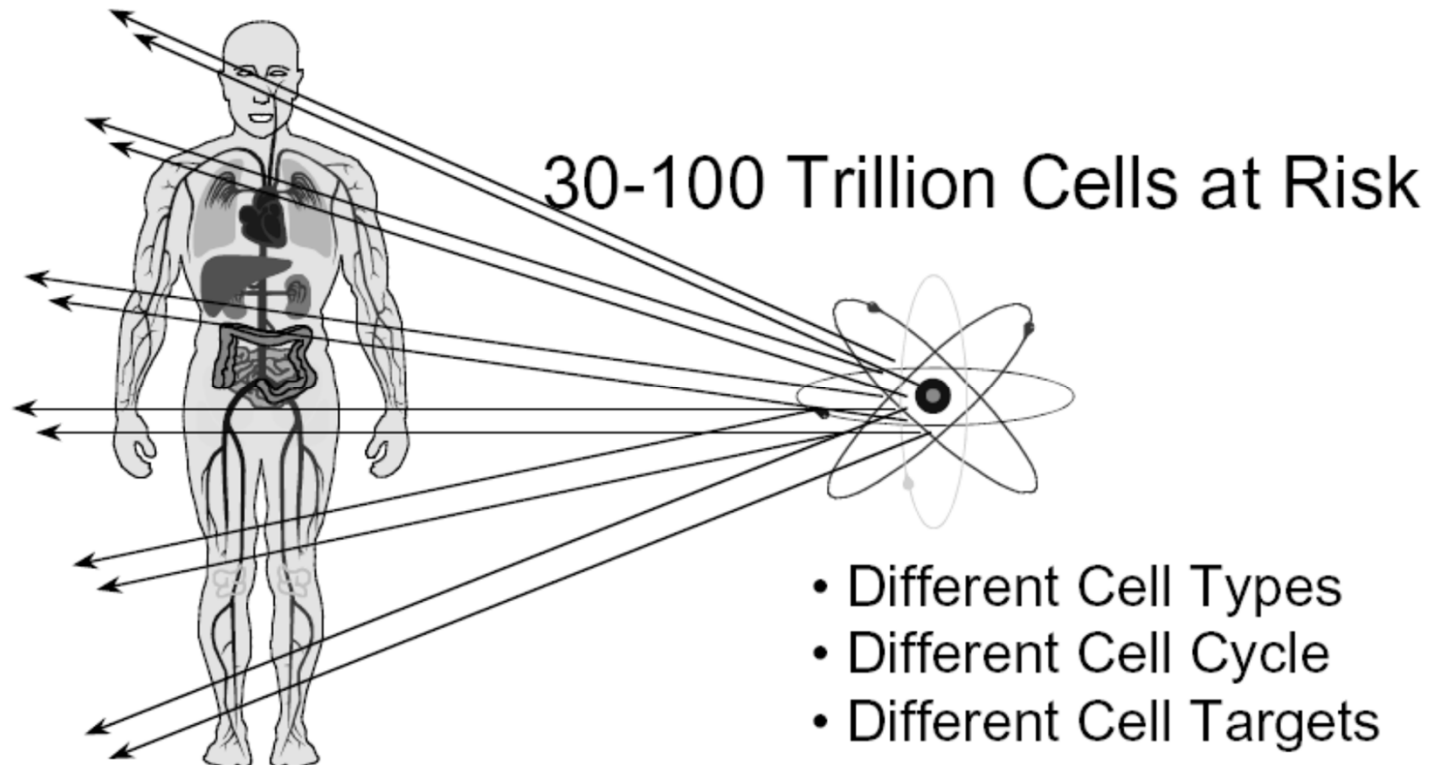 30-100 Trillion Cells at Risk
• Different Cell Types
• Different Cell Cycle
• Different Cell Targets